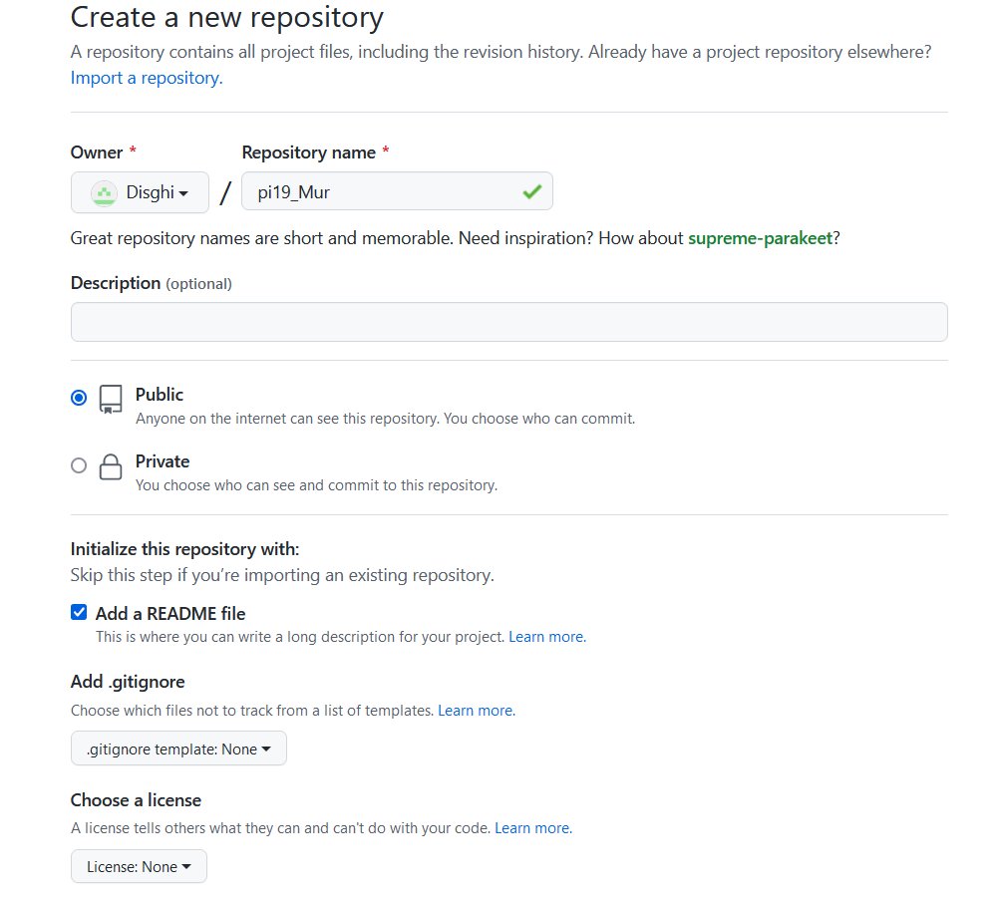 Create a new repository
A repository contains all project files, including the revision history. Already have a project repository elsewhere?
Import a repository.
Owner * Repository name *
Disghi / pi19_Mur
Great repository names are short and memorable. Need inspiration? How about supreme-parakeet?
Description (optional)
Public
Anyone on the internet can see this repository. You choose who can commit.
Private
You choose who can see and commit to this repository.
Initialize this repository with:
Skip this step if you’re importing an existing repository.
Add a README file
This is where you can write a long description for your project. Learn more.
Add .gitignore
Choose which files not to track from a list of templates. Learn more.
.gitignore template: None
Choose a license
A license tells others what they can and can't do with your code. Learn more.
License: None